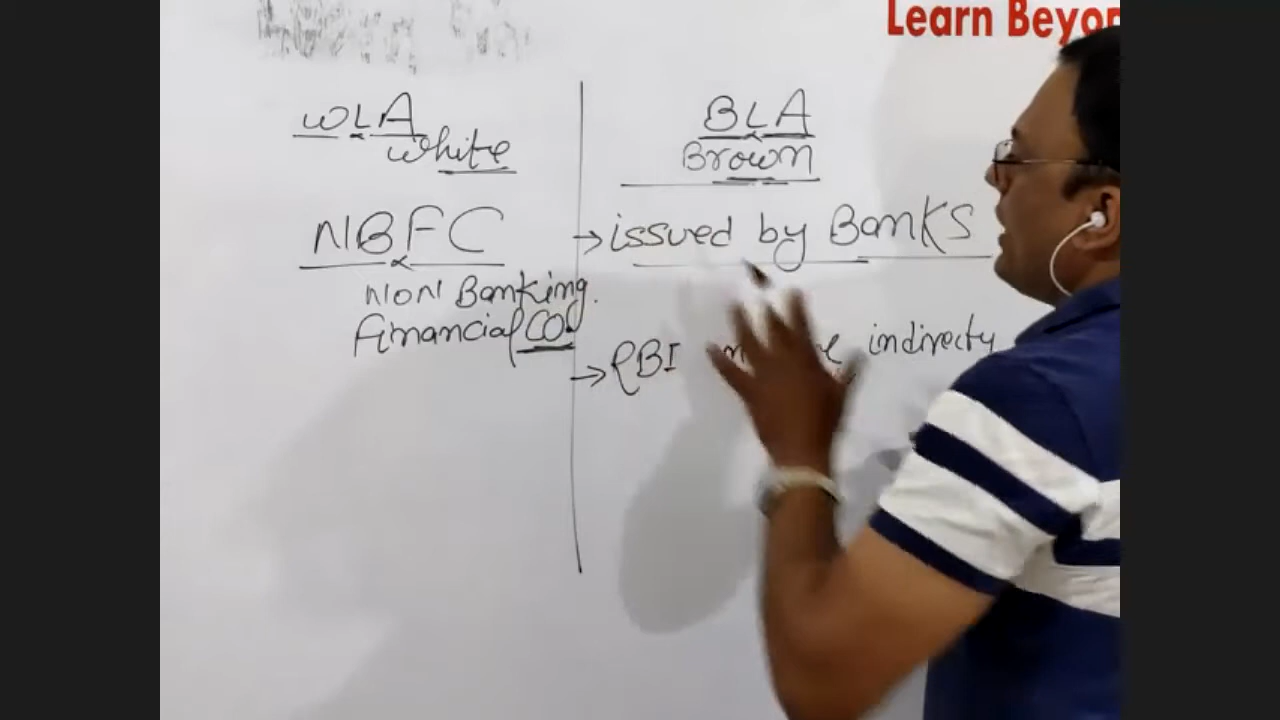 Learn Beyon
WLA
White
NBFC
NON Banking.
Financial CO.
BLA
Brown
→ issued by BANKS
→ RBI indirecty